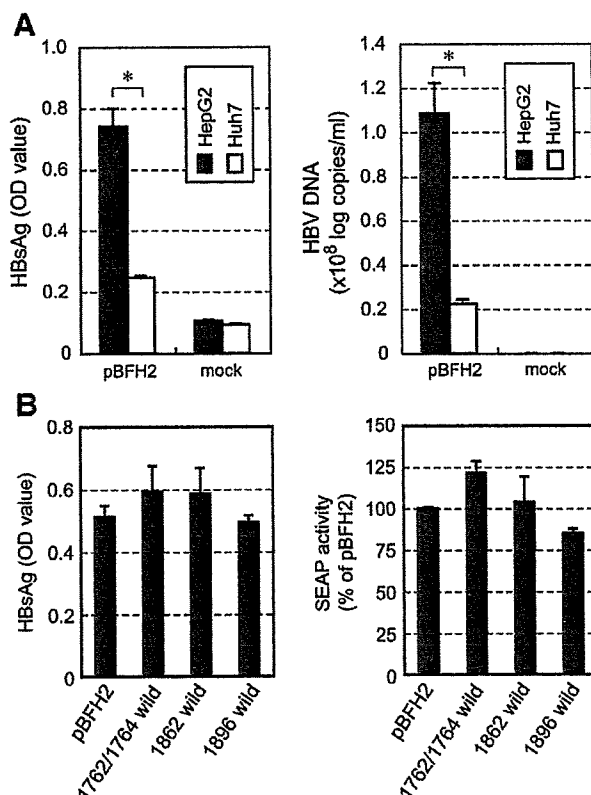 A
HBsAg (OD value)
1.0
0.8
0.6
0.4
0.2
0
*
HepG2
Huh7
pBFH2
mock
HBV DNA
(x10^8 log copies/ml)
1.4
1.2
1.0
0.8
0.6
0.4
0.2
0
*
HepG2
Huh7
pBFH2
mock
B
HBsAg (OD value)
0.8
0.6
0.4
0.2
0
pBFH2
1762/1764 wild
1862 wild
1896 wild
SEAP activity
(% of pBFH2)
150
125
100
75
50
25
0
pBFH2
1762/1764 wild
1862 wild
1896 wild